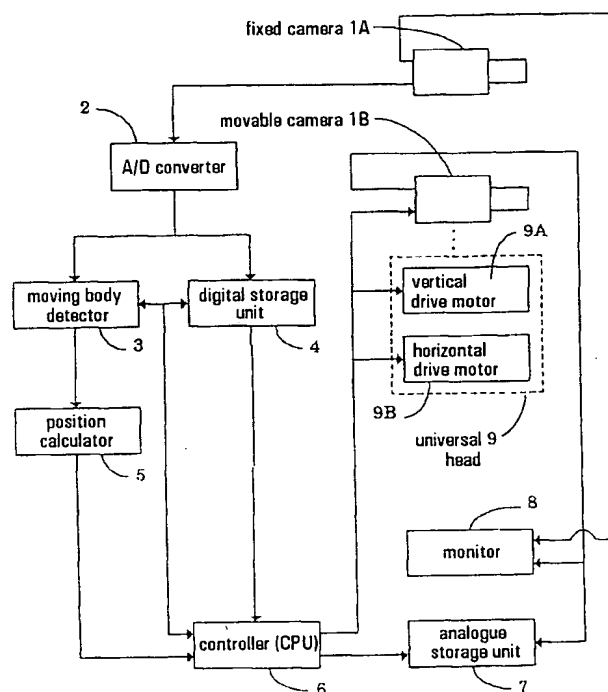 fixed camera 1A
2
movable camera 1B
A/D converter
9A
vertical
drive motor
moving body
detector
digital storage
unit
3
4
horizontal
drive motor
9B
position
calculator
universal 9
head
5
8
monitor
controller (CPU)
analogue
storage unit
6
7